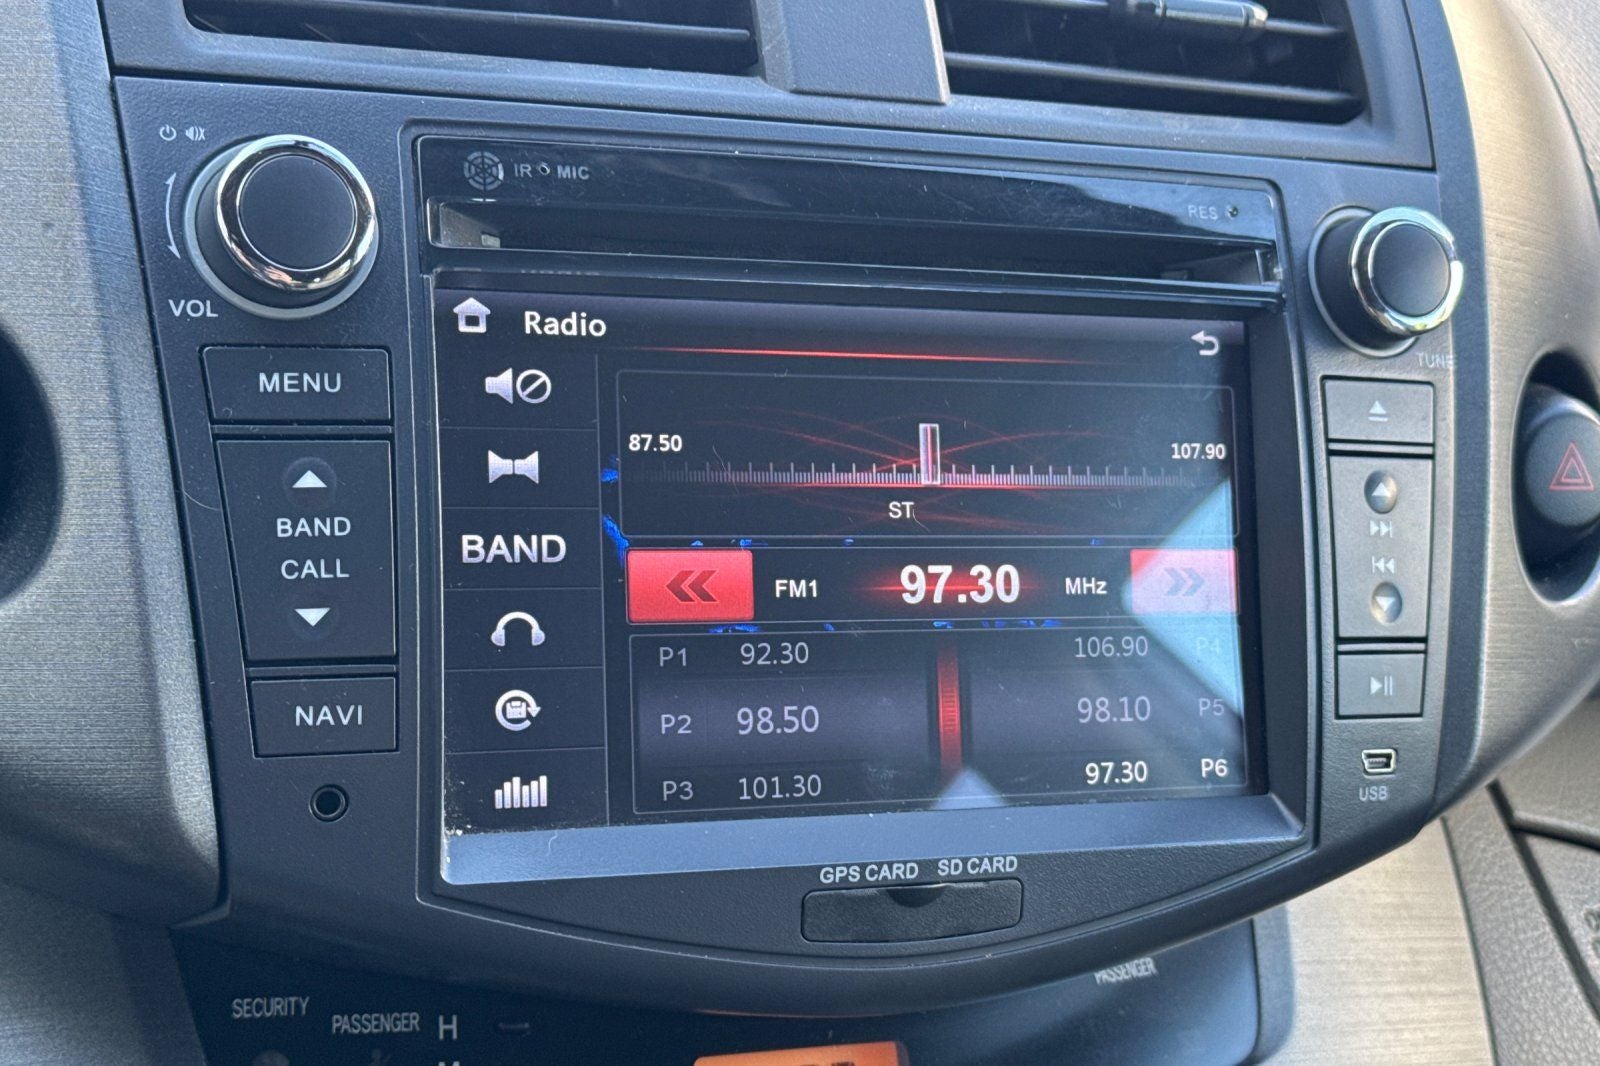 IR MIC
RES
VOL
TUNE
MENU
BAND
CALL
NAVI
Radio
87.50
107.90
ST
BAND
FM1 97.30 MHz
P1 92.30 106.90 P4
P2 98.50 98.10 P5
P3 101.30 97.30 P6
USB
GPS CARD SD CARD
PASSENGER
SECURITY
PASSENGER
H